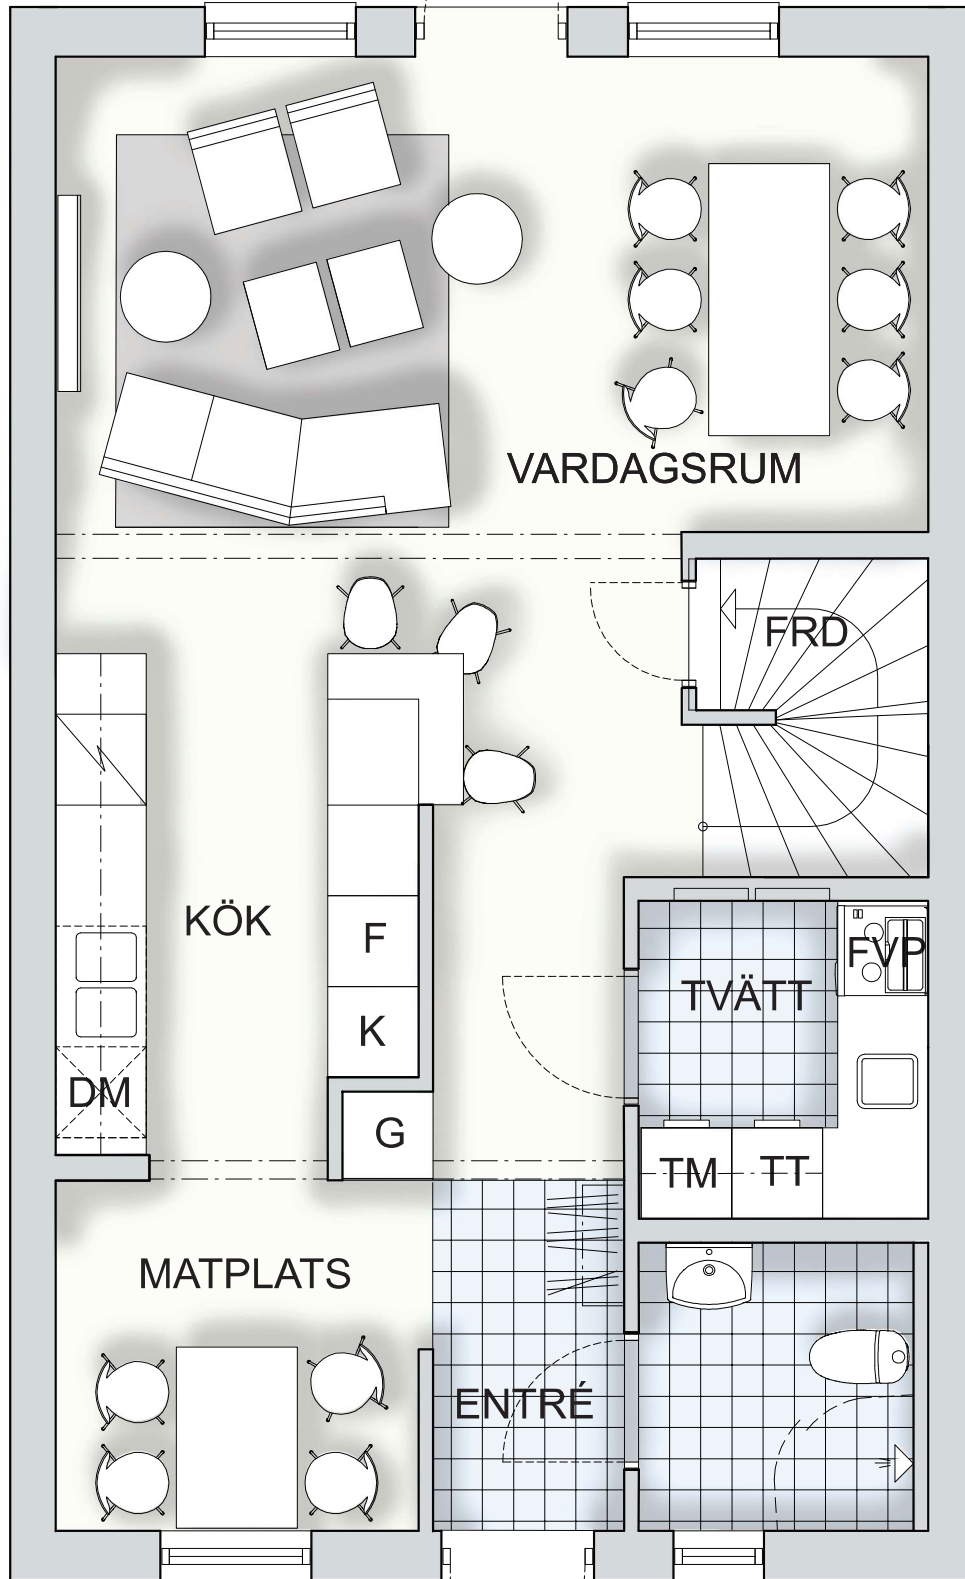 VARDAGSRUM
FRD
KÖK
F
FVP
TVÄTT
K
DM
G
TM
TT
MATPLATS
ENTRÉ